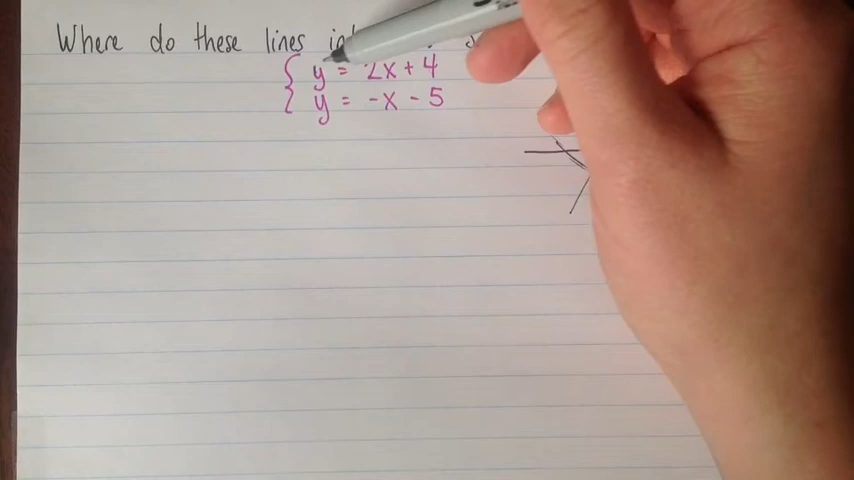 Where do these lines
y = 2x + 4
y = -x - 5